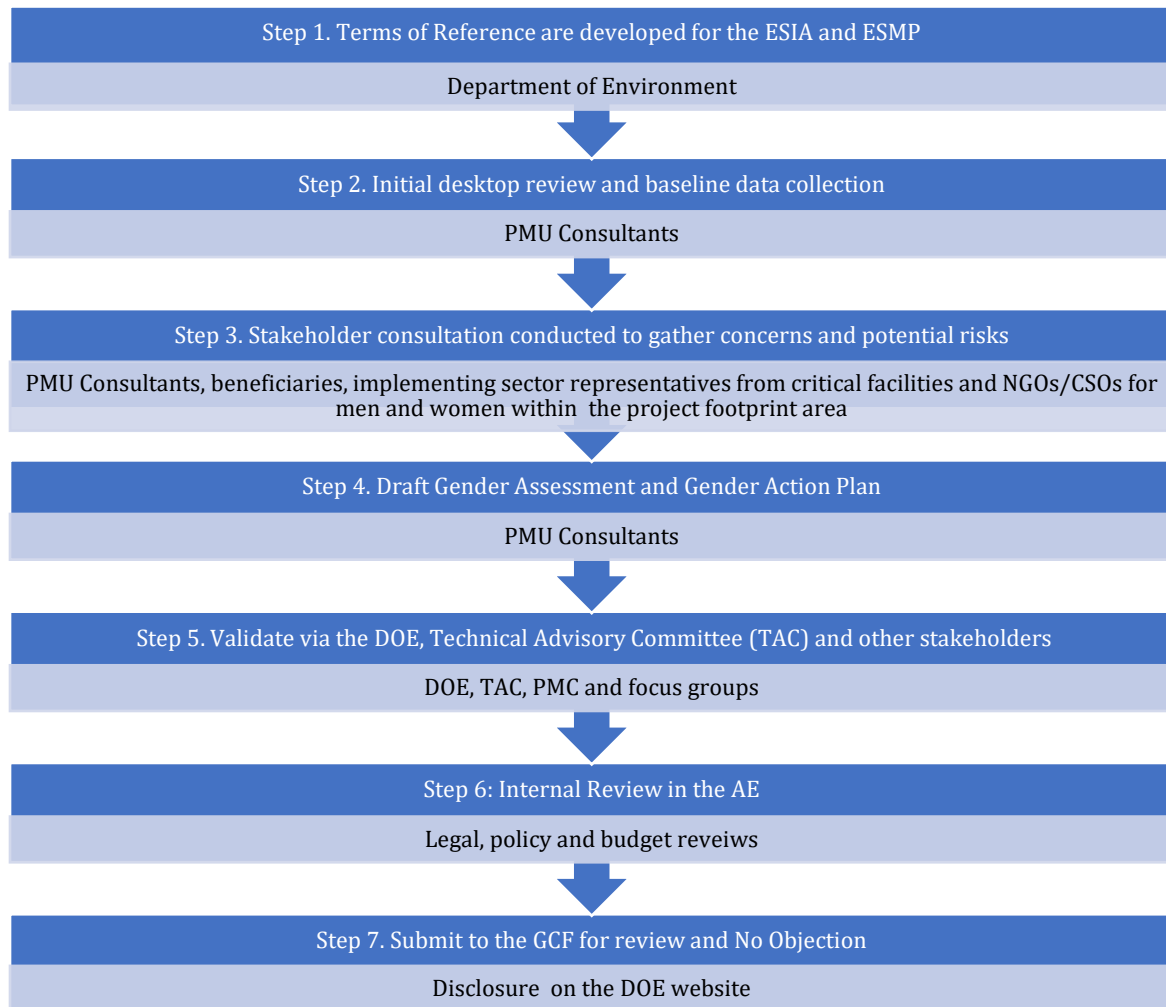 Step 1. Terms of Reference are developed for the ESIA and ESMP
Department of Environment
Step 2. Initial desktop review and baseline data collection
PMU Consultants
Step 3. Stakeholder consultation conducted to gather concerns and potential risks
PMU Consultants, beneficiaries, implementing sector representatives from critical facilities and NGOs/CSOs for
men and women within the project footprint area
Step 4. Draft Gender Assessment and Gender Action Plan
PMU Consultants
Step 5. Validate via the DOE, Technical Advisory Committee (TAC) and other stakeholders
DOE, TAC, PMC and focus groups
Step 6: Internal Review in the AE
Legal, policy and budget reveiws
Step 7. Submit to the GCF for review and No Objection
Disclosure on the DOE website